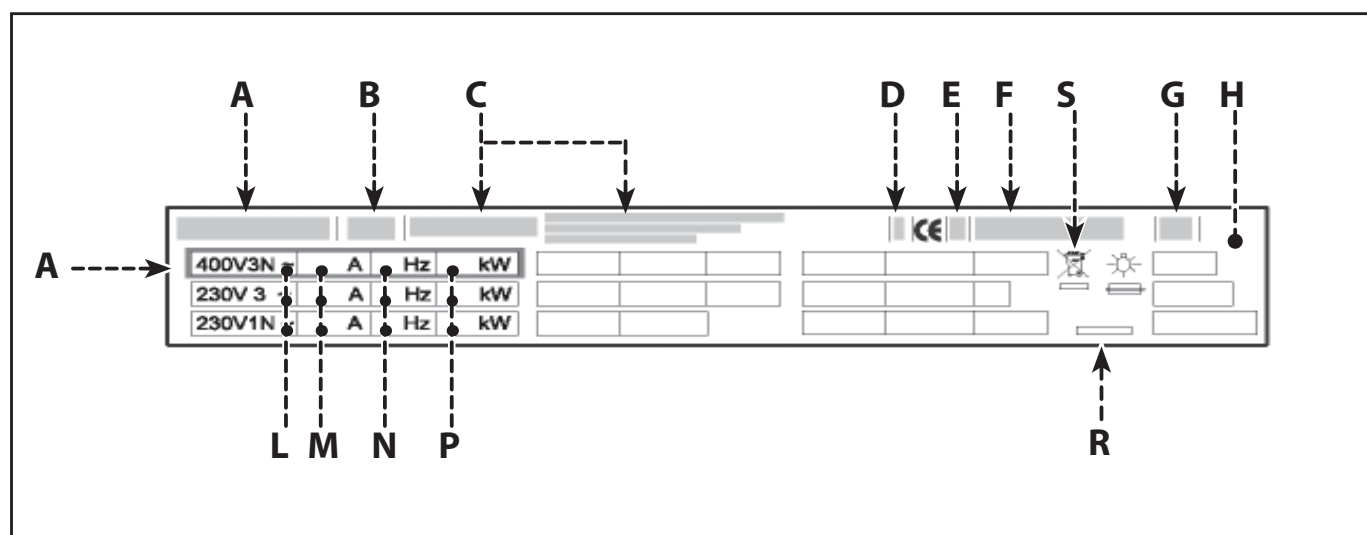 A B C D E F S G H
CE
A
400V3N ~ A Hz kW
230V 3 ~ A Hz kW
230V1N ~ A Hz kW
L M N P R